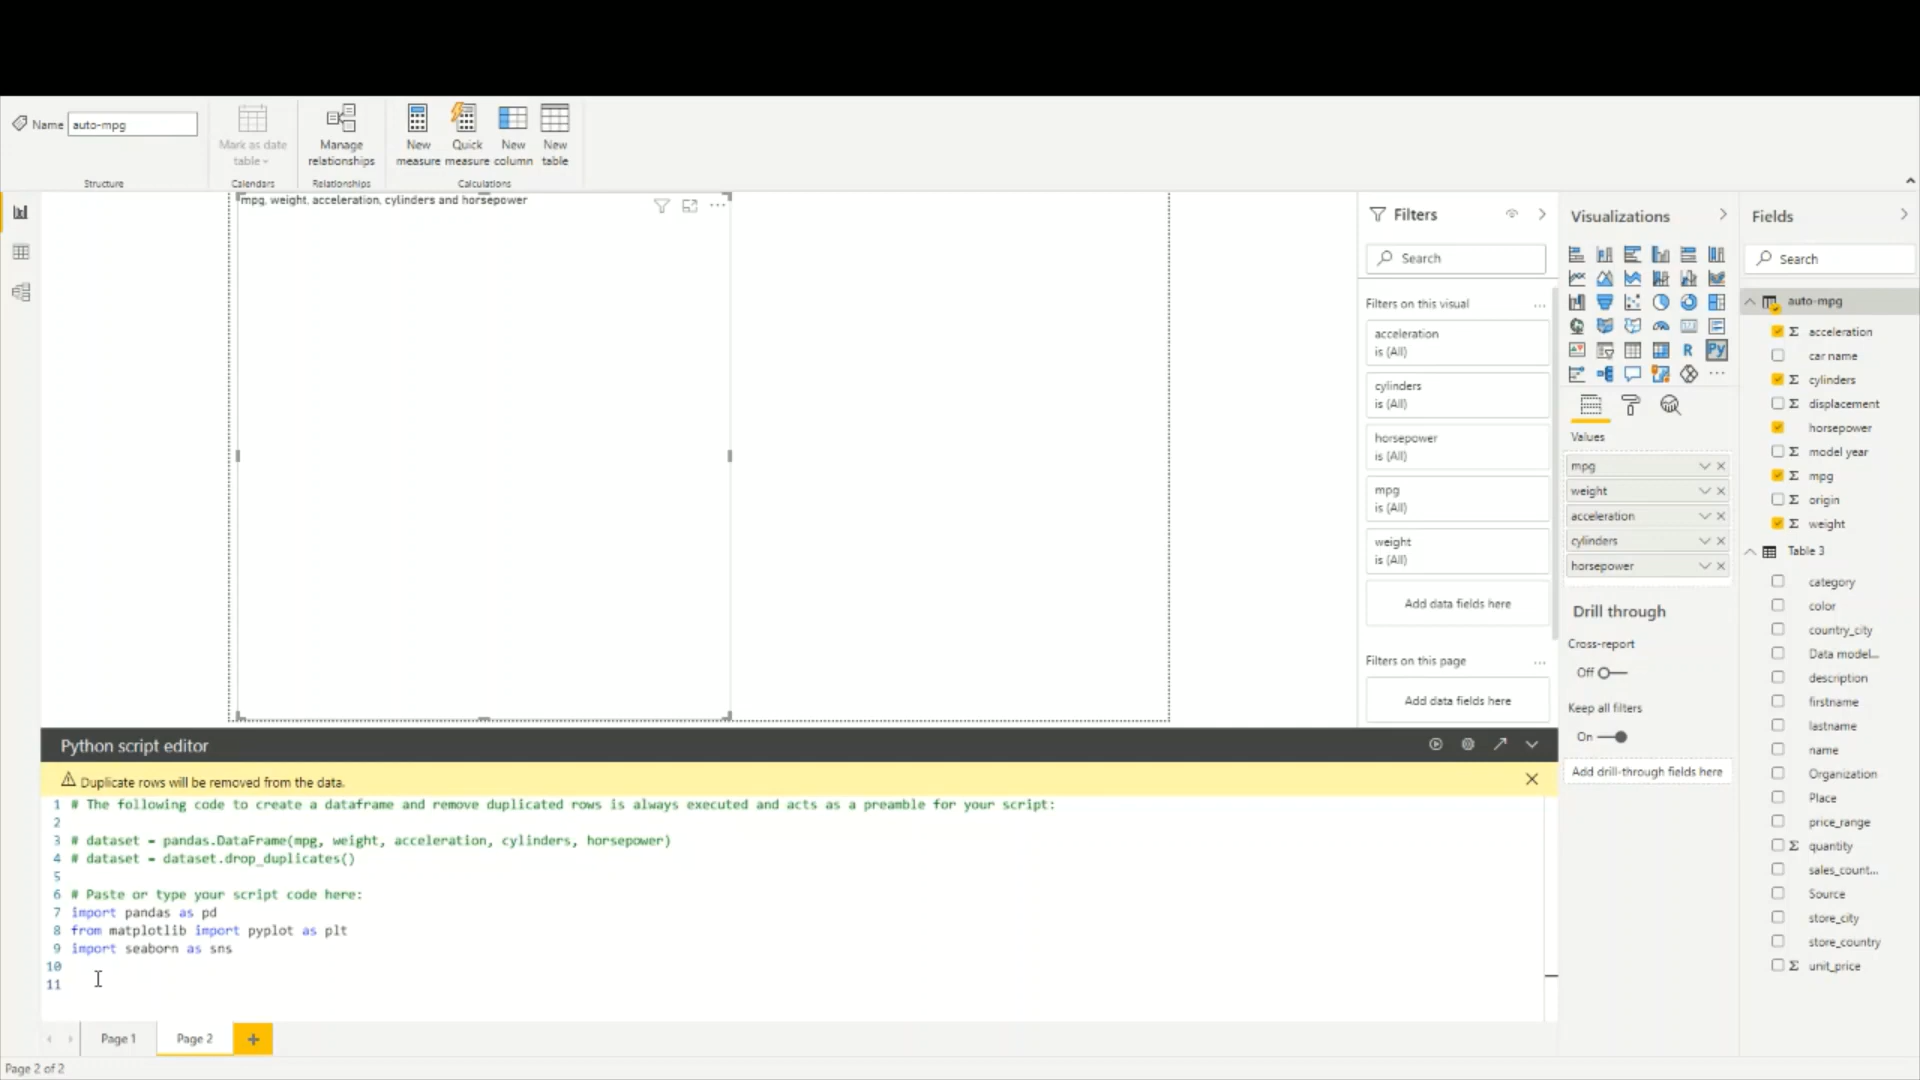 Name auto-mpg
Mark as date table
Manage relationships
New measure
Quick measure
New column
New table
Structure
Calendars
Relationships
Calculations
mpg, weight, acceleration, cylinders and horsepower
Filters
Search
Filters on this visual
...
acceleration
is (All)
cylinders
is (All)
horsepower
is (All)
mpg
is (All)
weight
is (All)
Add data fields here
Filters on this page
...
Add data fields here
Visualizations
R
Py
...
Values
mpg
weight
acceleration
cylinders
horsepower
Drill through
Cross-report
Off
Keep all filters
On
Add drill-through fields here
Fields
Search
auto-mpg
Σ acceleration
car name
Σ cylinders
Σ displacement
horsepower
Σ model year
Σ mpg
Σ origin
Σ weight
Table 3
category
color
country_city
Data model...
description
firstname
lastname
name
Organization
Place
price_range
Σ quantity
sales_count...
Source
store_city
store_country
Σ unit_price
Python script editor
Duplicate rows will be removed from the data.
1 # The following code to create a dataframe and remove duplicated rows is always executed and acts as a preamble for your script:
2
3 # dataset = pandas.DataFrame(mpg, weight, acceleration, cylinders, horsepower)
4 # dataset = dataset.drop_duplicates()
5
6 # Paste or type your script code here:
7 import pandas as pd
8 from matplotlib import pyplot as plt
9 import seaborn as sns
10
11
Page 1
Page 2
+
Page 2 of 2